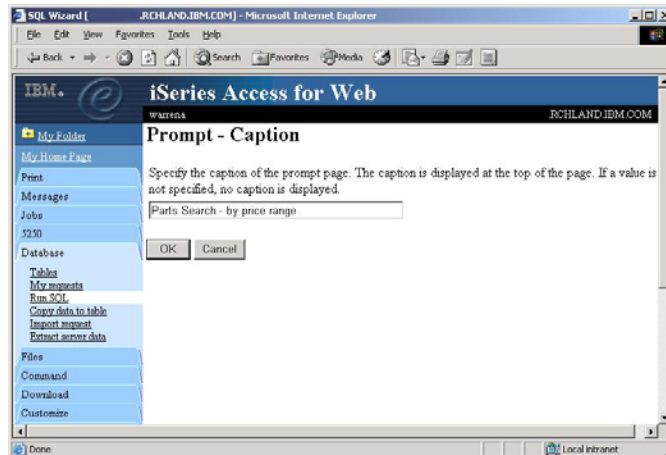 SQL Wizard [ .RCHLAND.IBM.COM] - Microsoft Internet Explorer
File Edit View Favorites Tools Help
Back Search Favorites Media
IBM.
iSeries Access for Web
warrena RCHLAND.IBM.COM
My Folder
My Home Page
Print
Messages
Jobs
5250
Database
Tables
My requests
Run SQL
Copy data to table
Import request
Extract server data
Files
Command
Download
Customize
Prompt - Caption
Specify the caption of the prompt page. The caption is displayed at the top of the page. If a value is
not specified, no caption is displayed.
Parts Search - by price range
OK Cancel
Done Local intranet